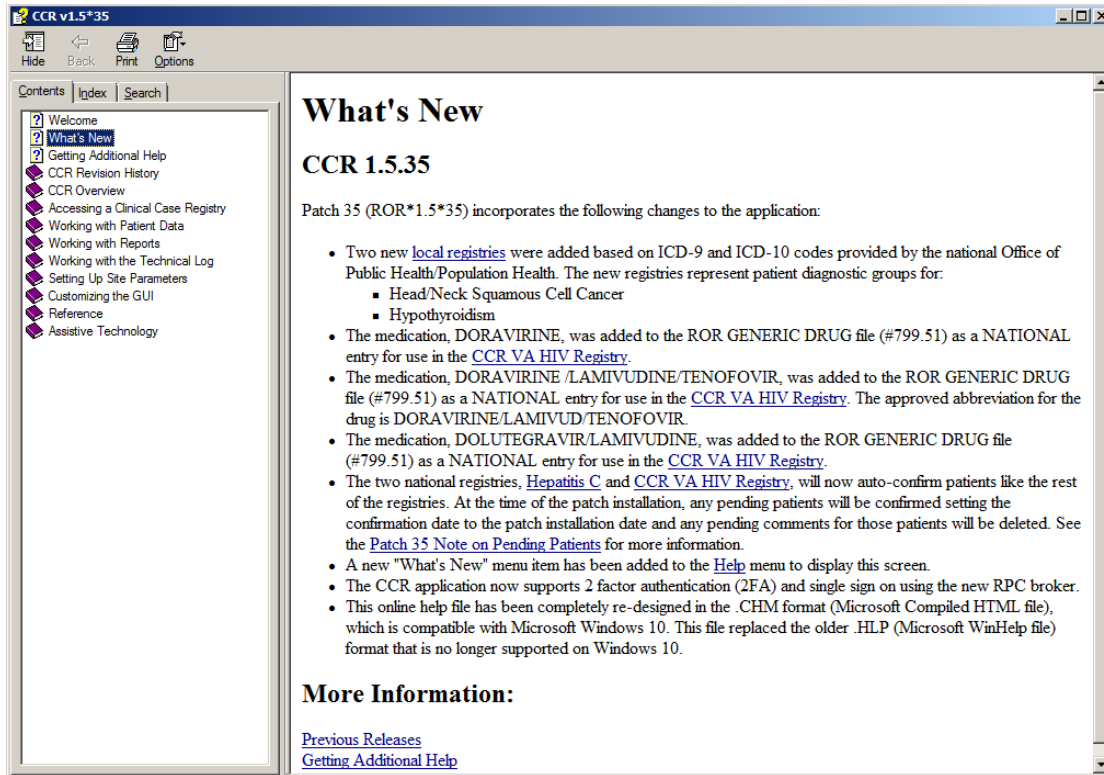 CCR v1.5*35
Hide Back Print Options
Contents Index Search
Welcome
What's New
Getting Additional Help
CCR Revision History
CCR Overview
Accessing a Clinical Case Registry
Working with Patient Data
Working with Reports
Working with the Technical Log
Setting Up Site Parameters
Customizing the GUI
Reference
Assistive Technology
What's New
CCR 1.5.35
Patch 35 (ROR*1.5*35) incorporates the following changes to the application:
• Two new local registries were added based on ICD-9 and ICD-10 codes provided by the national Office of
Public Health/Population Health. The new registries represent patient diagnostic groups for:
▪ Head/Neck Squamous Cell Cancer
▪ Hypothyroidism
• The medication, DORAVIRINE, was added to the ROR GENERIC DRUG file (#799.51) as a NATIONAL
entry for use in the CCR VA HIV Registry.
• The medication, DORAVIRINE /LAMIVUDINE/TENOFOVIR, was added to the ROR GENERIC DRUG
file (#799.51) as a NATIONAL entry for use in the CCR VA HIV Registry. The approved abbreviation for the
drug is DORAVIRINE/LAMIVUD/TENOFOVIR.
• The medication, DOLUTEGRAVIR/LAMIVUDINE, was added to the ROR GENERIC DRUG file
(#799.51) as a NATIONAL entry for use in the CCR VA HIV Registry.
• The two national registries, Hepatitis C and CCR VA HIV Registry, will now auto-confirm patients like the rest
of the registries. At the time of the patch installation, any pending patients will be confirmed setting the
confirmation date to the patch installation date and any pending comments for those patients will be deleted. See
the Patch 35 Note on Pending Patients for more information.
• A new "What's New" menu item has been added to the Help menu to display this screen.
• The CCR application now supports 2 factor authentication (2FA) and single sign on using the new RPC broker.
• This online help file has been completely re-designed in the .CHM format (Microsoft Compiled HTML file),
which is compatible with Microsoft Windows 10. This file replaced the older .HLP (Microsoft WinHelp file)
format that is no longer supported on Windows 10.
More Information:
Previous Releases
Getting Additional Help